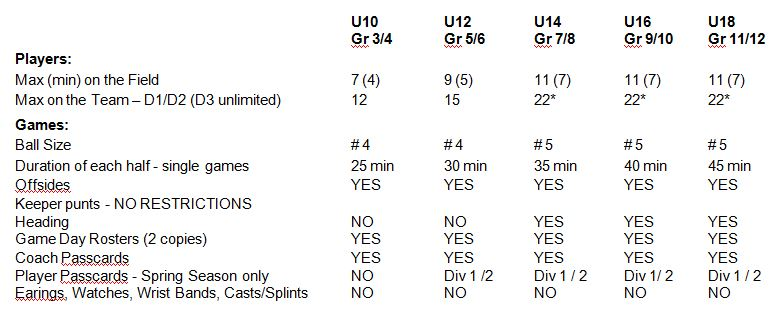 U10 U12 U14 U16 U18
Gr 3/4 Gr 5/6 Gr 7/8 Gr 9/10 Gr 11/12
Players:
Max (min) on the Field 7 (4) 9 (5) 11 (7) 11 (7) 11 (7)
Max on the Team – D1/D2 (D3 unlimited) 12 15 22* 22* 22*
Games:
Ball Size # 4 # 4 # 5 # 5 # 5
Duration of each half - single games 25 min 30 min 35 min 40 min 45 min
Offsides YES YES YES YES YES
Keeper punts - NO RESTRICTIONS
Heading NO NO YES YES YES
Game Day Rosters (2 copies) YES YES YES YES YES
Coach Passcards YES YES YES YES YES
Player Passcards - Spring Season only NO Div 1 /2 Div 1 / 2 Div 1/ 2 Div 1 / 2
Earings, Watches, Wrist Bands, Casts/Splints NO NO NO NO NO